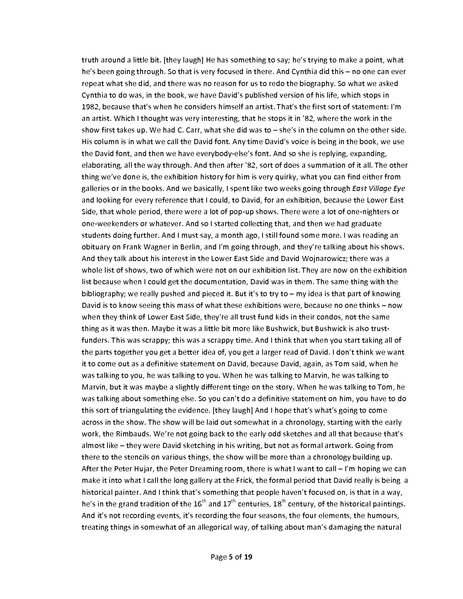 truth around a little bit. [they laugh] He has something to say; he's trying to make a point, what
he's been going through. So that is very focused in there. And Cynthia did this – no one can ever
repeat what she did, and there was no reason for us to redo the biography. So what we asked
Cynthia to do was, in the book, we have David's published version of his life, which stops in
1982, because that's when he considers himself an artist. That's the first sort of statement: I'm
an artist. Which I thought was very interesting, that he stops it in '82, where the work in the
show first takes up. We had C. Carr, what she did was to – she's in the column on the other side.
His column is in what we call the David font. Any time David's voice is being in the book, we use
the David font, and then we have everybody-else's font. And so she is replying, expanding,
elaborating, all the way through. And then after '82, sort of does a summation of it all. The other
thing we've done is, the exhibition history for him is very quirky, what you can find either from
galleries or in the books. And we basically, I spent like two weeks going through East Village Eye
and looking for every reference that I could, to David, for an exhibition, because the Lower East
Side, that whole period, there were a lot of pop-up shows. There were a lot of one-nighters or
one-weekenders or whatever. And so I started collecting that, and then we had graduate
students doing further. And I must say, a month ago, I still found some more. I was reading an
obituary on Frank Wagner in Berlin, and I'm going through, and they're talking about his shows.
And they talk about his interest in the Lower East Side and David Wojnarowicz; there was a
whole list of shows, two of which were not on our exhibition list. They are now on the exhibition
list because when I could get the documentation, David was in them. The same thing with the
bibliography; we really pushed and pieced it. But it's to try to – my idea is that part of knowing
David is to know seeing this mass of what these exhibitions were, because no one thinks – now
when they think of Lower East Side, they're all trust fund kids in their condos, not the same
thing as it was then. Maybe it was a little bit more like Bushwick, but Bushwick is also trust-
funders. This was scrappy; this was a scrappy time. And I think that when you start taking all of
the parts together you get a better idea of, you get a larger read of David. I don't think we want
it to come out as a definitive statement on David, because David, again, as Tom said, when he
was talking to you, he was talking to you. When he was talking to Marvin, he was talking to
Marvin, but it was maybe a slightly different tinge on the story. When he was talking to Tom, he
was talking about something else. So you can't do a definitive statement on him, you have to do
this sort of triangulating the evidence. [they laugh] And I hope that's what's going to come
across in the show. The show will be laid out somewhat in a chronology, starting with the early
work, the Rimbauds. We're not going back to the early odd sketches and all that because that's
almost like – they were David sketching in his writing, but not as formal artwork. Going from
there to the stencils on various things, the show will be more than a chronology building up.
After the Peter Hujar, the Peter Dreaming room, there is what I want to call – I'm hoping we can
make it into what I call the long gallery at the Frick, the formal period that David really is being a
historical painter. And I think that's something that people haven't focused on, is that in a way,
he's in the grand tradition of the 16th and 17th centuries, 18th century, of the historical paintings.
And it's not recording events, it's recording the four seasons, the four elements, the humours,
treating things in somewhat of an allegorical way, of talking about man's damaging the natural
Page 5 of 19